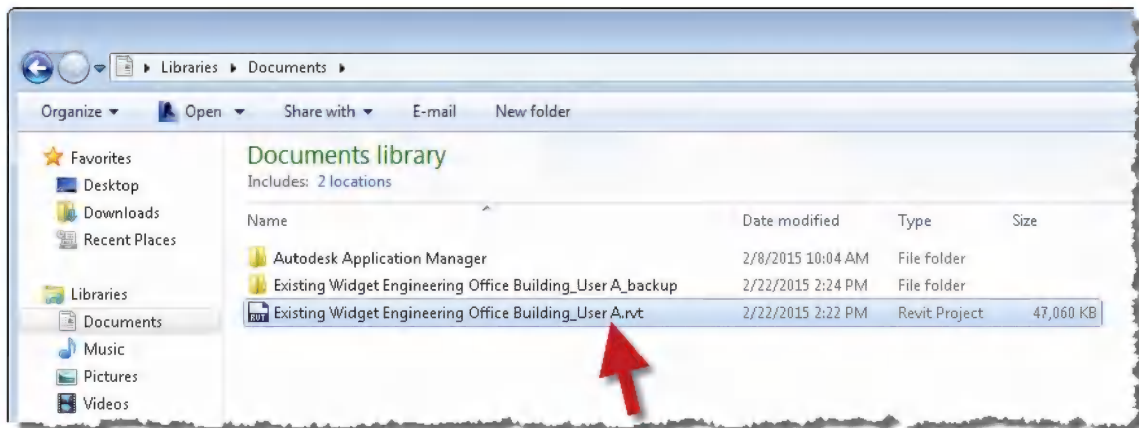 Libraries Documents
Organize Open Share with E-mail New folder
Favorites
Desktop
Downloads
Recent Places
Libraries
Documents
Music
Pictures
Videos
Documents library
Includes: 2 locations
Name Date modified Type Size
Autodesk Application Manager 2/8/2015 10:04 AM File folder
Existing Widget Engineering Office Building_User A_backup 2/22/2015 2:24 PM File folder
Existing Widget Engineering Office Building_User A.rvt 2/22/2015 2:22 PM Revit Project 47,060 KB